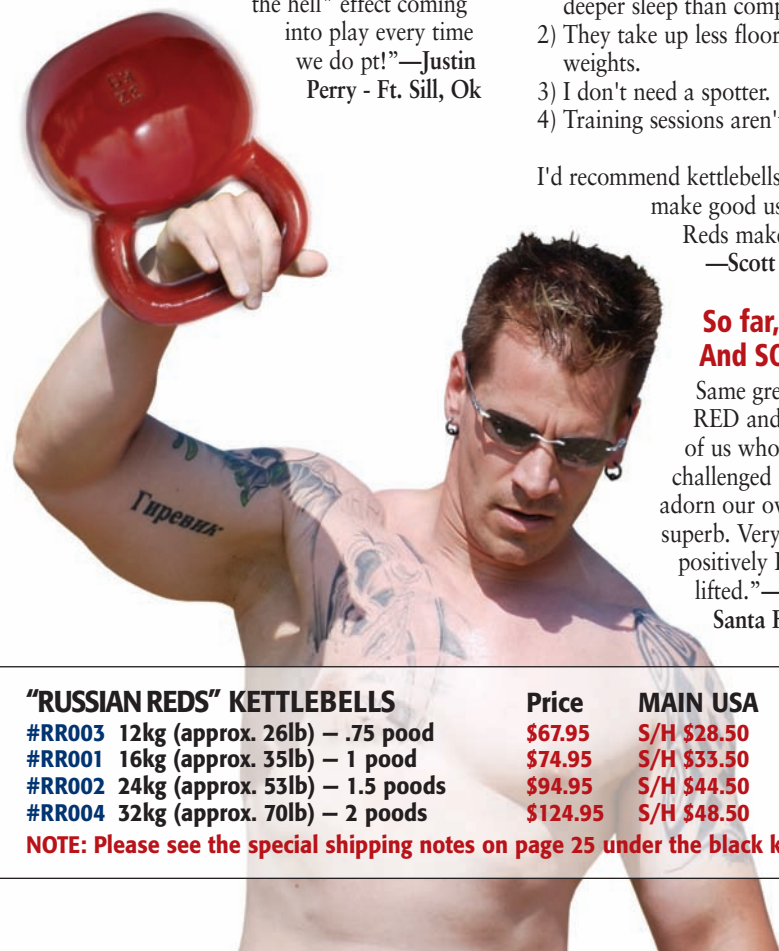 the hell" effect coming
into play every time
we do pt!"—Justin
Perry - Ft. Sill, Ok
deeper sleep than
2) They take up less floor
weights.
3) I don't need a spotter.
4) Training sessions
I'd recommend kettlebells
make good
Reds make
—Scott
So far,
And
Same
RED and
of us who
challenged
adorn our
superb. Very
positively
lifted."—
Santa
Гиревик
"RUSSIAN REDS" KETTLEBELLS Price MAIN USA
#RR003 12kg (approx. 26lb) — .75 pood $67.95 S/H $28.50
#RR001 16kg (approx. 35lb) — 1 pood $74.95 S/H $33.50
#RR002 24kg (approx. 53lb) — 1.5 poods $94.95 S/H $44.50
#RR004 32kg (approx. 70lb) — 2 poods $124.95 S/H $48.50
NOTE: Please see the special shipping notes on page 25 under the black